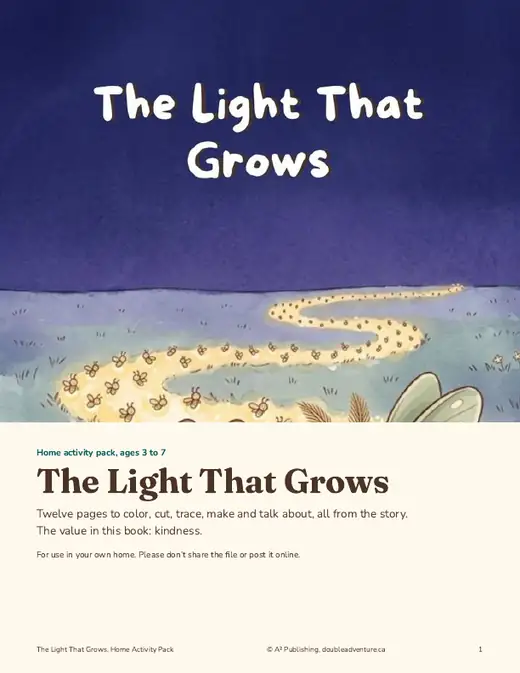 The Light That
Grows
Home activity pack, ages 3 to 7
The Light That Grows
Twelve pages to color, cut, trace, make and talk about, all from the story.
The value in this book: kindness.
For use in your own home. Please don't share the file or post it online.
The Light That Grows. Home Activity Pack © A² Publishing, doubleadventure.ca 1